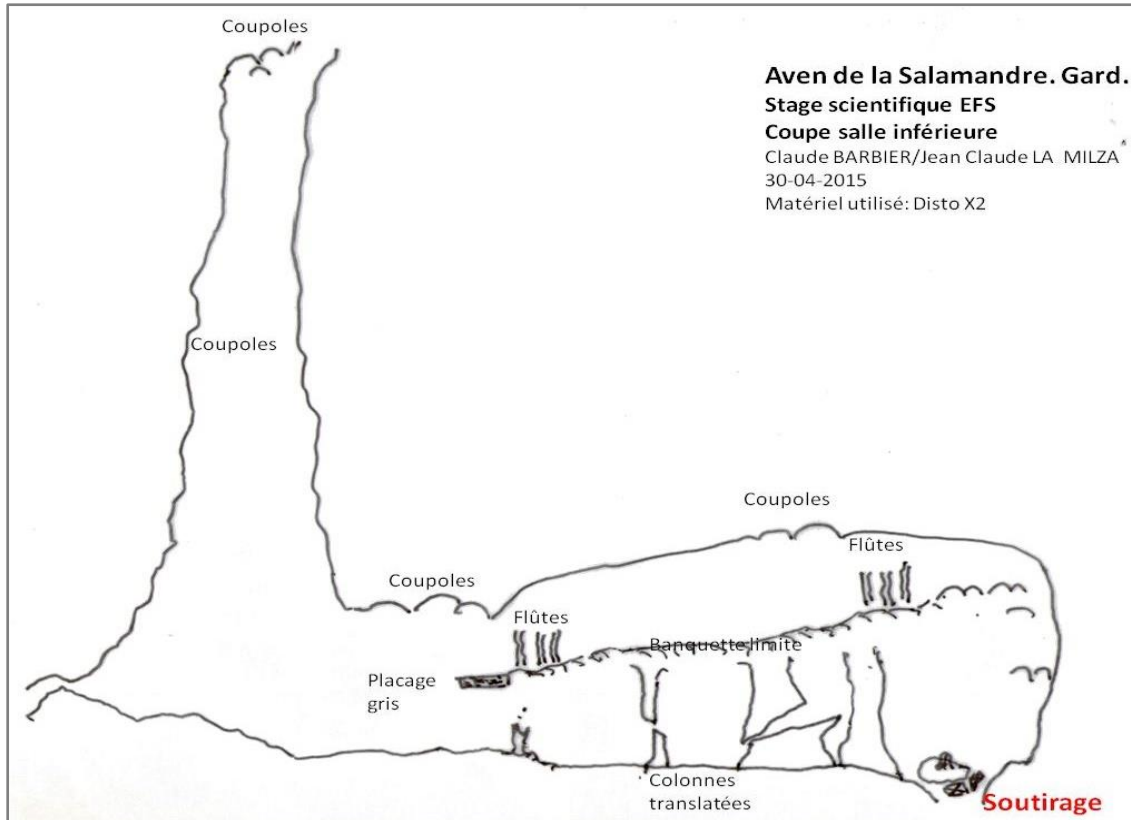 Coupoles
Aven de la Salamandre. Gard.
Stage scientifique EFS
Coupe salle inférieure
Claude BARBIER/Jean Claude LA MILZA
30-04-2015
Matériel utilisé: Disto X2
Coupoles
Coupoles
Flûtes
Coupoles
Flûtes
Banquette limite
Placage
gris
Colonnes
translatées
Soutirage